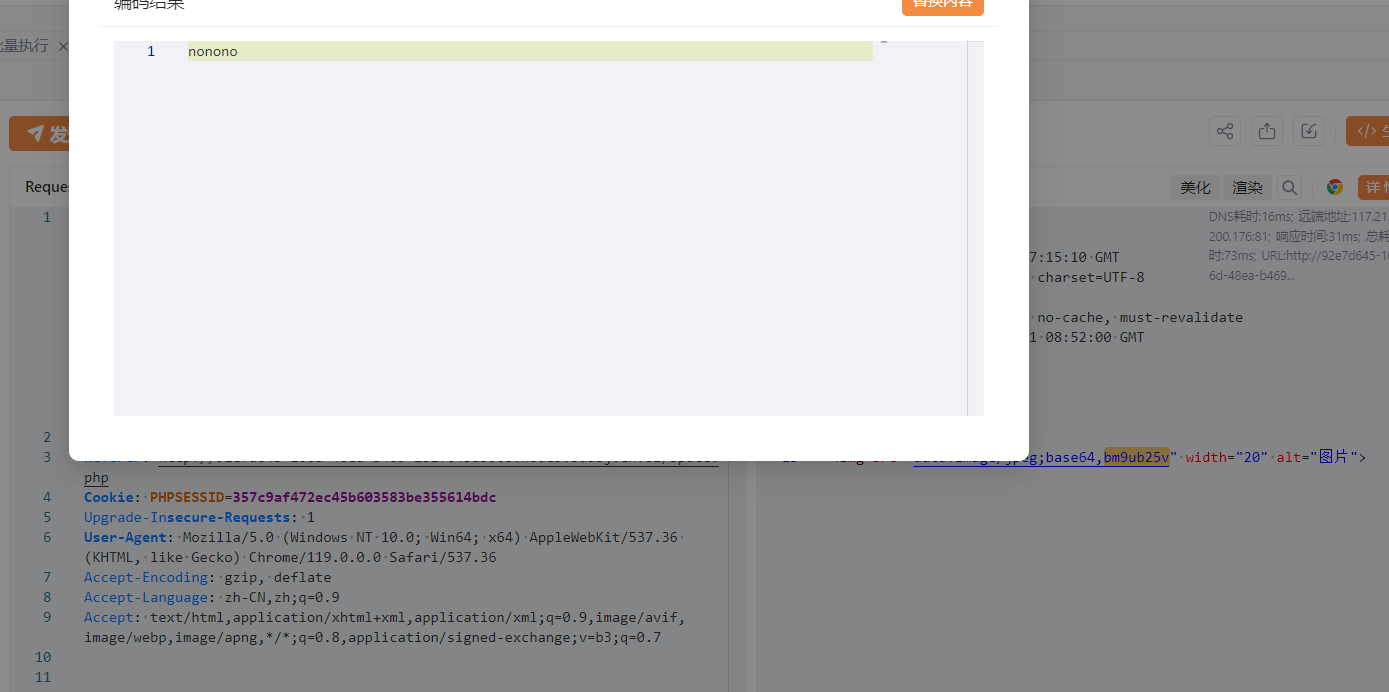 编码结果
替换内容
批量执行
1 nonono
发
美化 渲染 详情
Reque
1
DNS耗时:16ms; 远端地址:117.21.
200.176:81; 响应时间:31ms; 总耗
时:73ms; URL:http://92e7d645-1
6d-48ea-b469...
7:15:10 GMT
charset=UTF-8
no-cache, must-revalidate
1 08:52:00 GMT
2
3
base64,bm9ub25v" width="20" alt="图片">
php
4 Cookie: PHPSESSID=357c9af472ec45b603583be355614bdc
5 Upgrade-Insecure-Requests: 1
6 User-Agent: Mozilla/5.0 (Windows NT 10.0; Win64; x64) AppleWebKit/537.36
(KHTML, like Gecko) Chrome/119.0.0.0 Safari/537.36
7 Accept-Encoding: gzip, deflate
8 Accept-Language: zh-CN,zh;q=0.9
9 Accept: text/html,application/xhtml+xml,application/xml;q=0.9,image/avif,
image/webp,image/apng,*/*;q=0.8,application/signed-exchange;v=b3;q=0.7
10
11